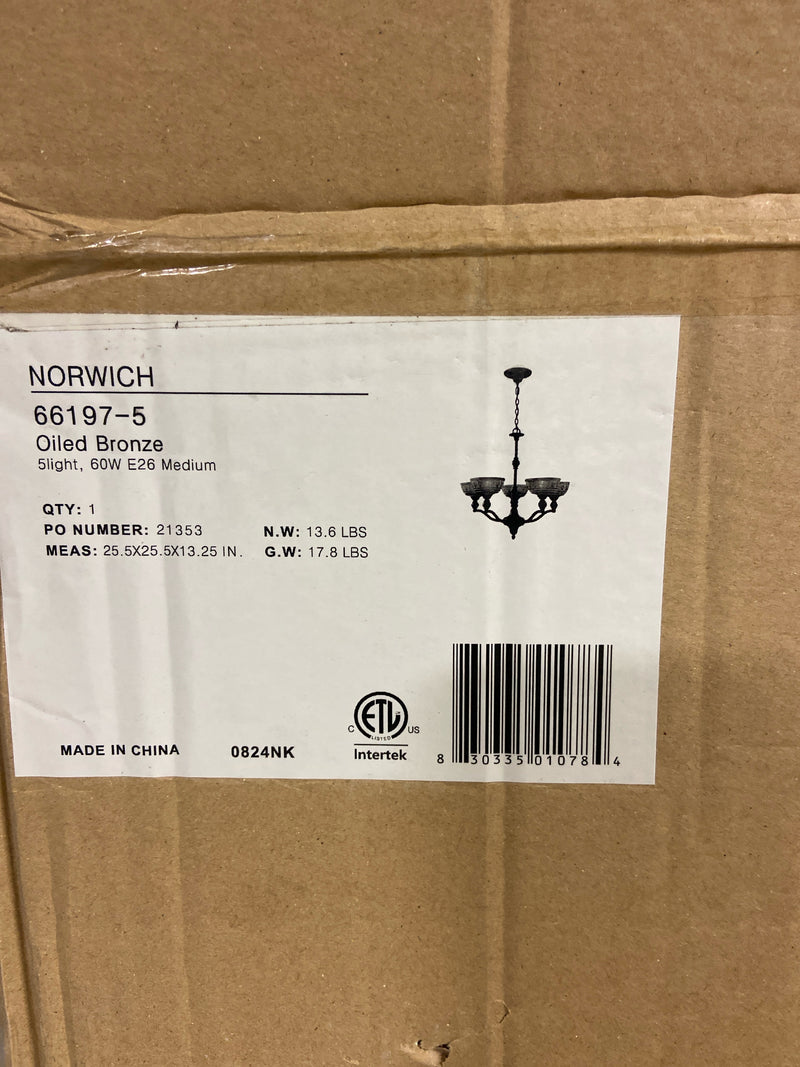 NORWICH
66197-5
Oiled Bronze
5light, 60W E26 Medium
QTY: 1
PO NUMBER: 21353 N.W: 13.6 LBS
MEAS: 25.5X25.5X13.25 IN. G.W: 17.8 LBS
C ETL US
LISTED
Intertek
MADE IN CHINA 0824NK
8 30335 01078 4